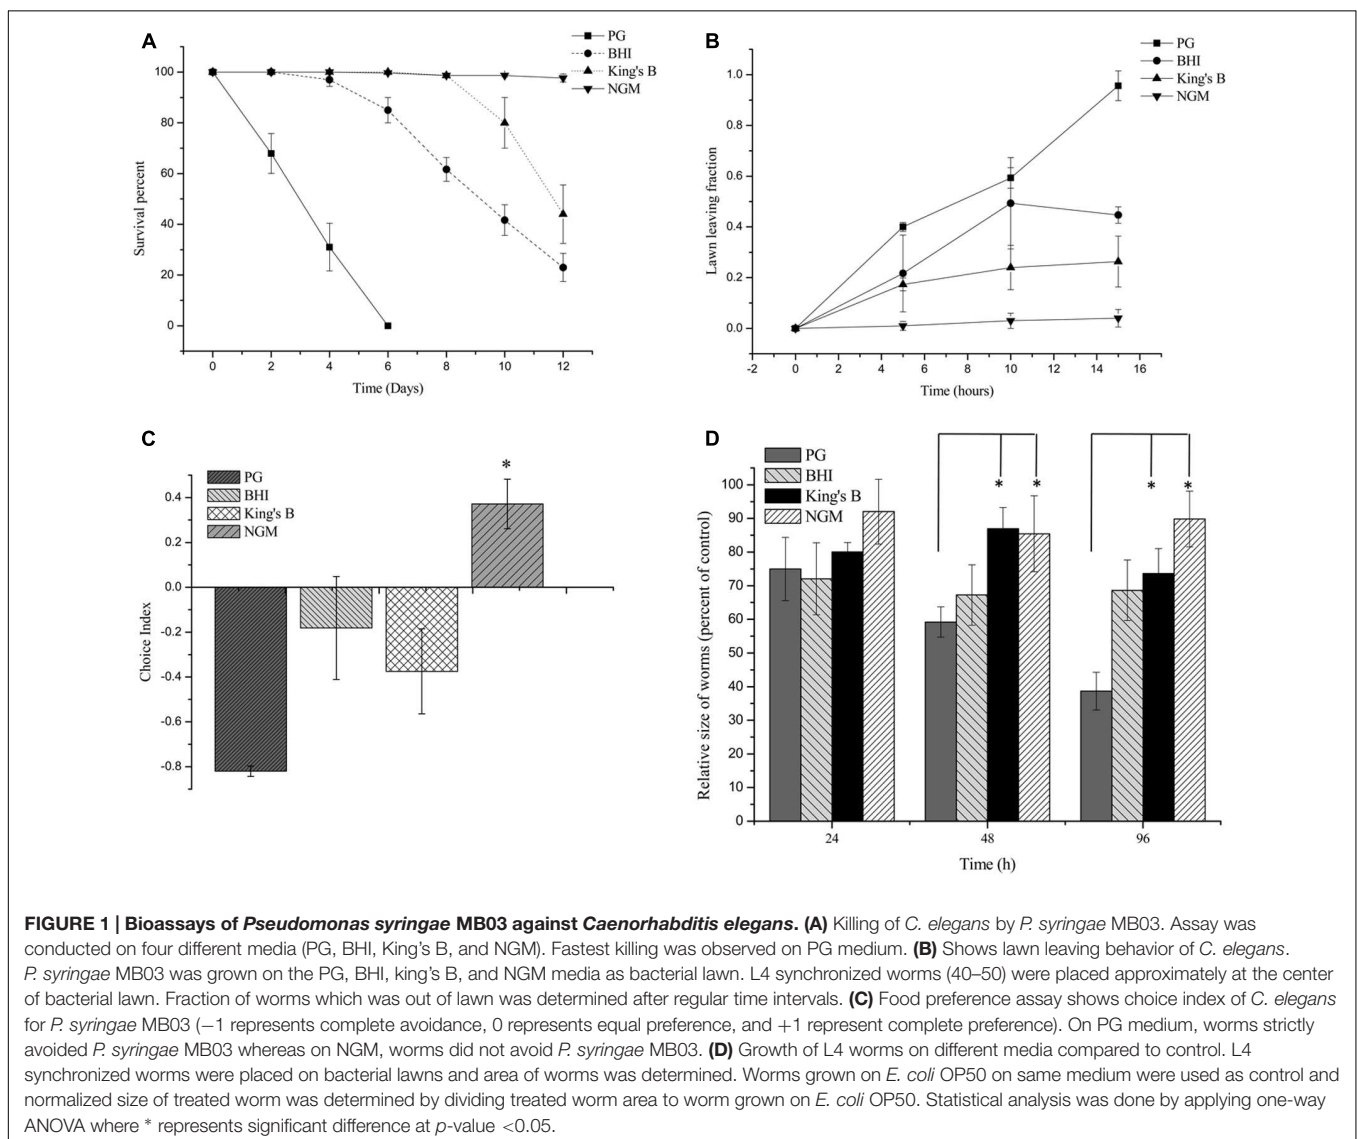 A
PG
BHI
King's B
NGM
100
80
60
40
20
0
Survival percent
0 2 4 6 8 10 12
Time (Days)
B
PG
BHI
King's B
NGM
1.0
0.8
0.6
0.4
0.2
0.0
Lawn leaving fraction
-2 0 2 4 6 8 10 12 14 16
Time (hours)
C
PG
BHI
King's B
NGM
*
0.4
0.2
0.0
-0.2
-0.4
-0.6
-0.8
Choice Index
D
PG
BHI
King's B
NGM
* * * *
100
90
80
70
60
50
40
30
20
10
0
Relative size of worms (percent of control)
24 48 96
Time (h)
FIGURE 1 | Bioassays of Pseudomonas syringae MB03 against Caenorhabditis elegans. (A) Killing of C. elegans by P. syringae MB03. Assay was
conducted on four different media (PG, BHI, King's B, and NGM). Fastest killing was observed on PG medium. (B) Shows lawn leaving behavior of C. elegans.
P. syringae MB03 was grown on the PG, BHI, king's B, and NGM media as bacterial lawn. L4 synchronized worms (40–50) were placed approximately at the center
of bacterial lawn. Fraction of worms which was out of lawn was determined after regular time intervals. (C) Food preference assay shows choice index of C. elegans
for P. syringae MB03 (−1 represents complete avoidance, 0 represents equal preference, and +1 represent complete preference). On PG medium, worms strictly
avoided P. syringae MB03 whereas on NGM, worms did not avoid P. syringae MB03. (D) Growth of L4 worms on different media compared to control. L4
synchronized worms were placed on bacterial lawns and area of worms was determined. Worms grown on E. coli OP50 on same medium were used as control and
normalized size of treated worm was determined by dividing treated worm area to worm grown on E. coli OP50. Statistical analysis was done by applying one-way
ANOVA where * represents significant difference at p-value <0.05.